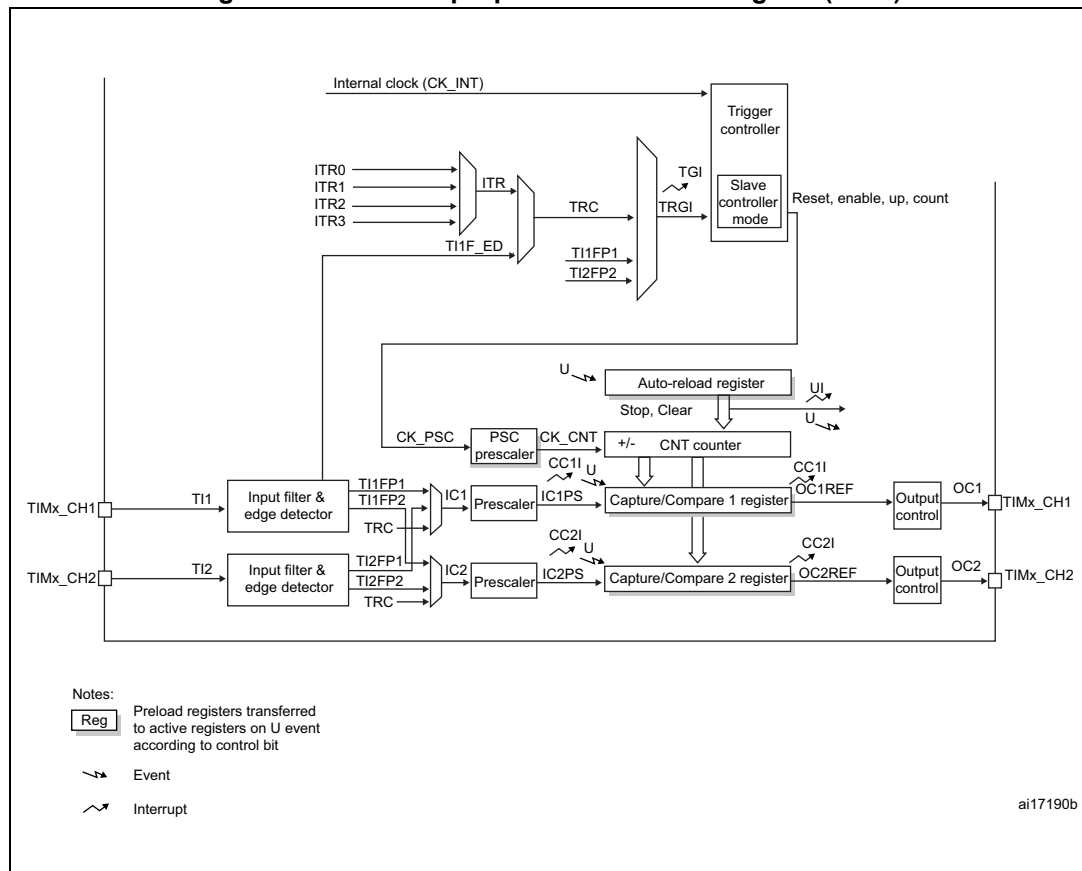 Internal clock (CK_INT)
Trigger
controller
ITR0
ITR1
ITR2
ITR3
ITR
TGI
TRC
TRGI
Slave
controller
mode
Reset, enable, up, count
TI1F_ED
TI1FP1
TI2FP2
U
Auto-reload register
UI
Stop, Clear
U
CK_PSC
PSC
prescaler
CK_CNT
+/-
CNT counter
TIMx_CH1
TI1
Input filter &
edge detector
TI1FP1
TI1FP2
TRC
IC1
Prescaler
CC1I
U
IC1PS
Capture/Compare 1 register
CC1I
OC1REF
Output
control
OC1
TIMx_CH1
TIMx_CH2
TI2
Input filter &
edge detector
TI2FP1
TI2FP2
TRC
IC2
Prescaler
CC2I
U
IC2PS
Capture/Compare 2 register
CC2I
OC2REF
Output
control
OC2
TIMx_CH2
Notes:
Reg
Preload registers transferred
to active registers on U event
according to control bit
Event
Interrupt
ai17190b